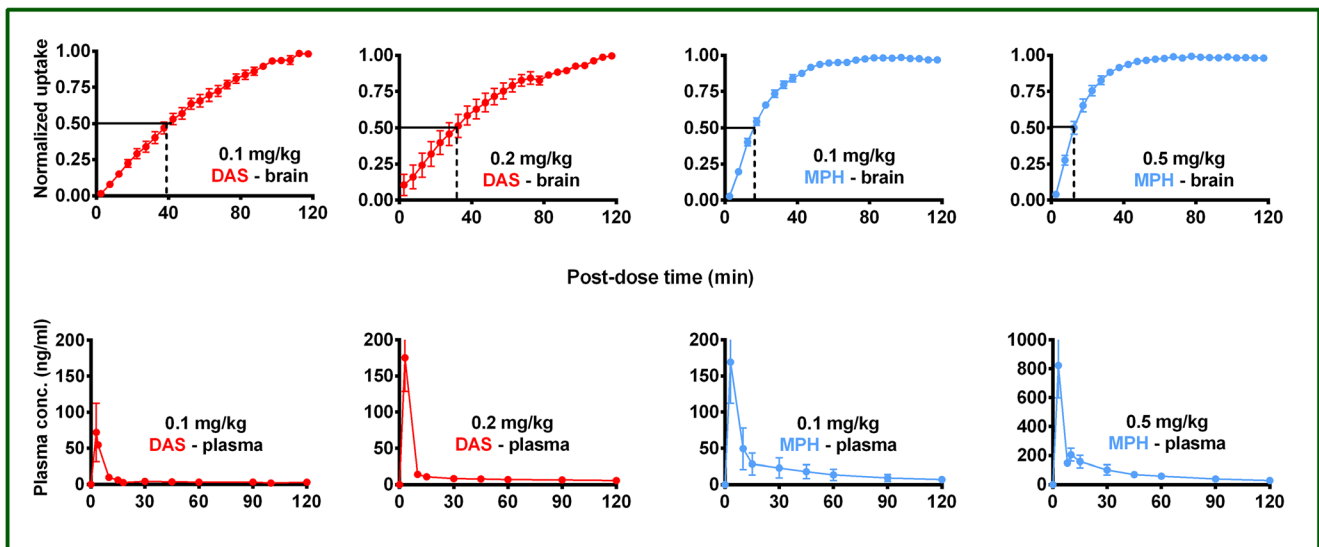 Normalized uptake
1.00
0.75
0.50
0.25
0.00
0 40 80 120
0.1 mg/kg
DAS - brain
1.00
0.75
0.50
0.25
0.00
0 40 80 120
0.2 mg/kg
DAS - brain
1.00
0.75
0.50
0.25
0.00
0 40 80 120
0.1 mg/kg
MPH - brain
1.00
0.75
0.50
0.25
0.00
0 40 80 120
0.5 mg/kg
MPH - brain
Post-dose time (min)
Plasma conc. (ng/ml)
200
150
100
50
0
0 30 60 90 120
0.1 mg/kg
DAS - plasma
200
150
100
50
0
0 30 60 90 120
0.2 mg/kg
DAS - plasma
200
150
100
50
0
0 30 60 90 120
0.1 mg/kg
MPH - plasma
1000
800
600
400
200
0
0 30 60 90 120
0.5 mg/kg
MPH - plasma